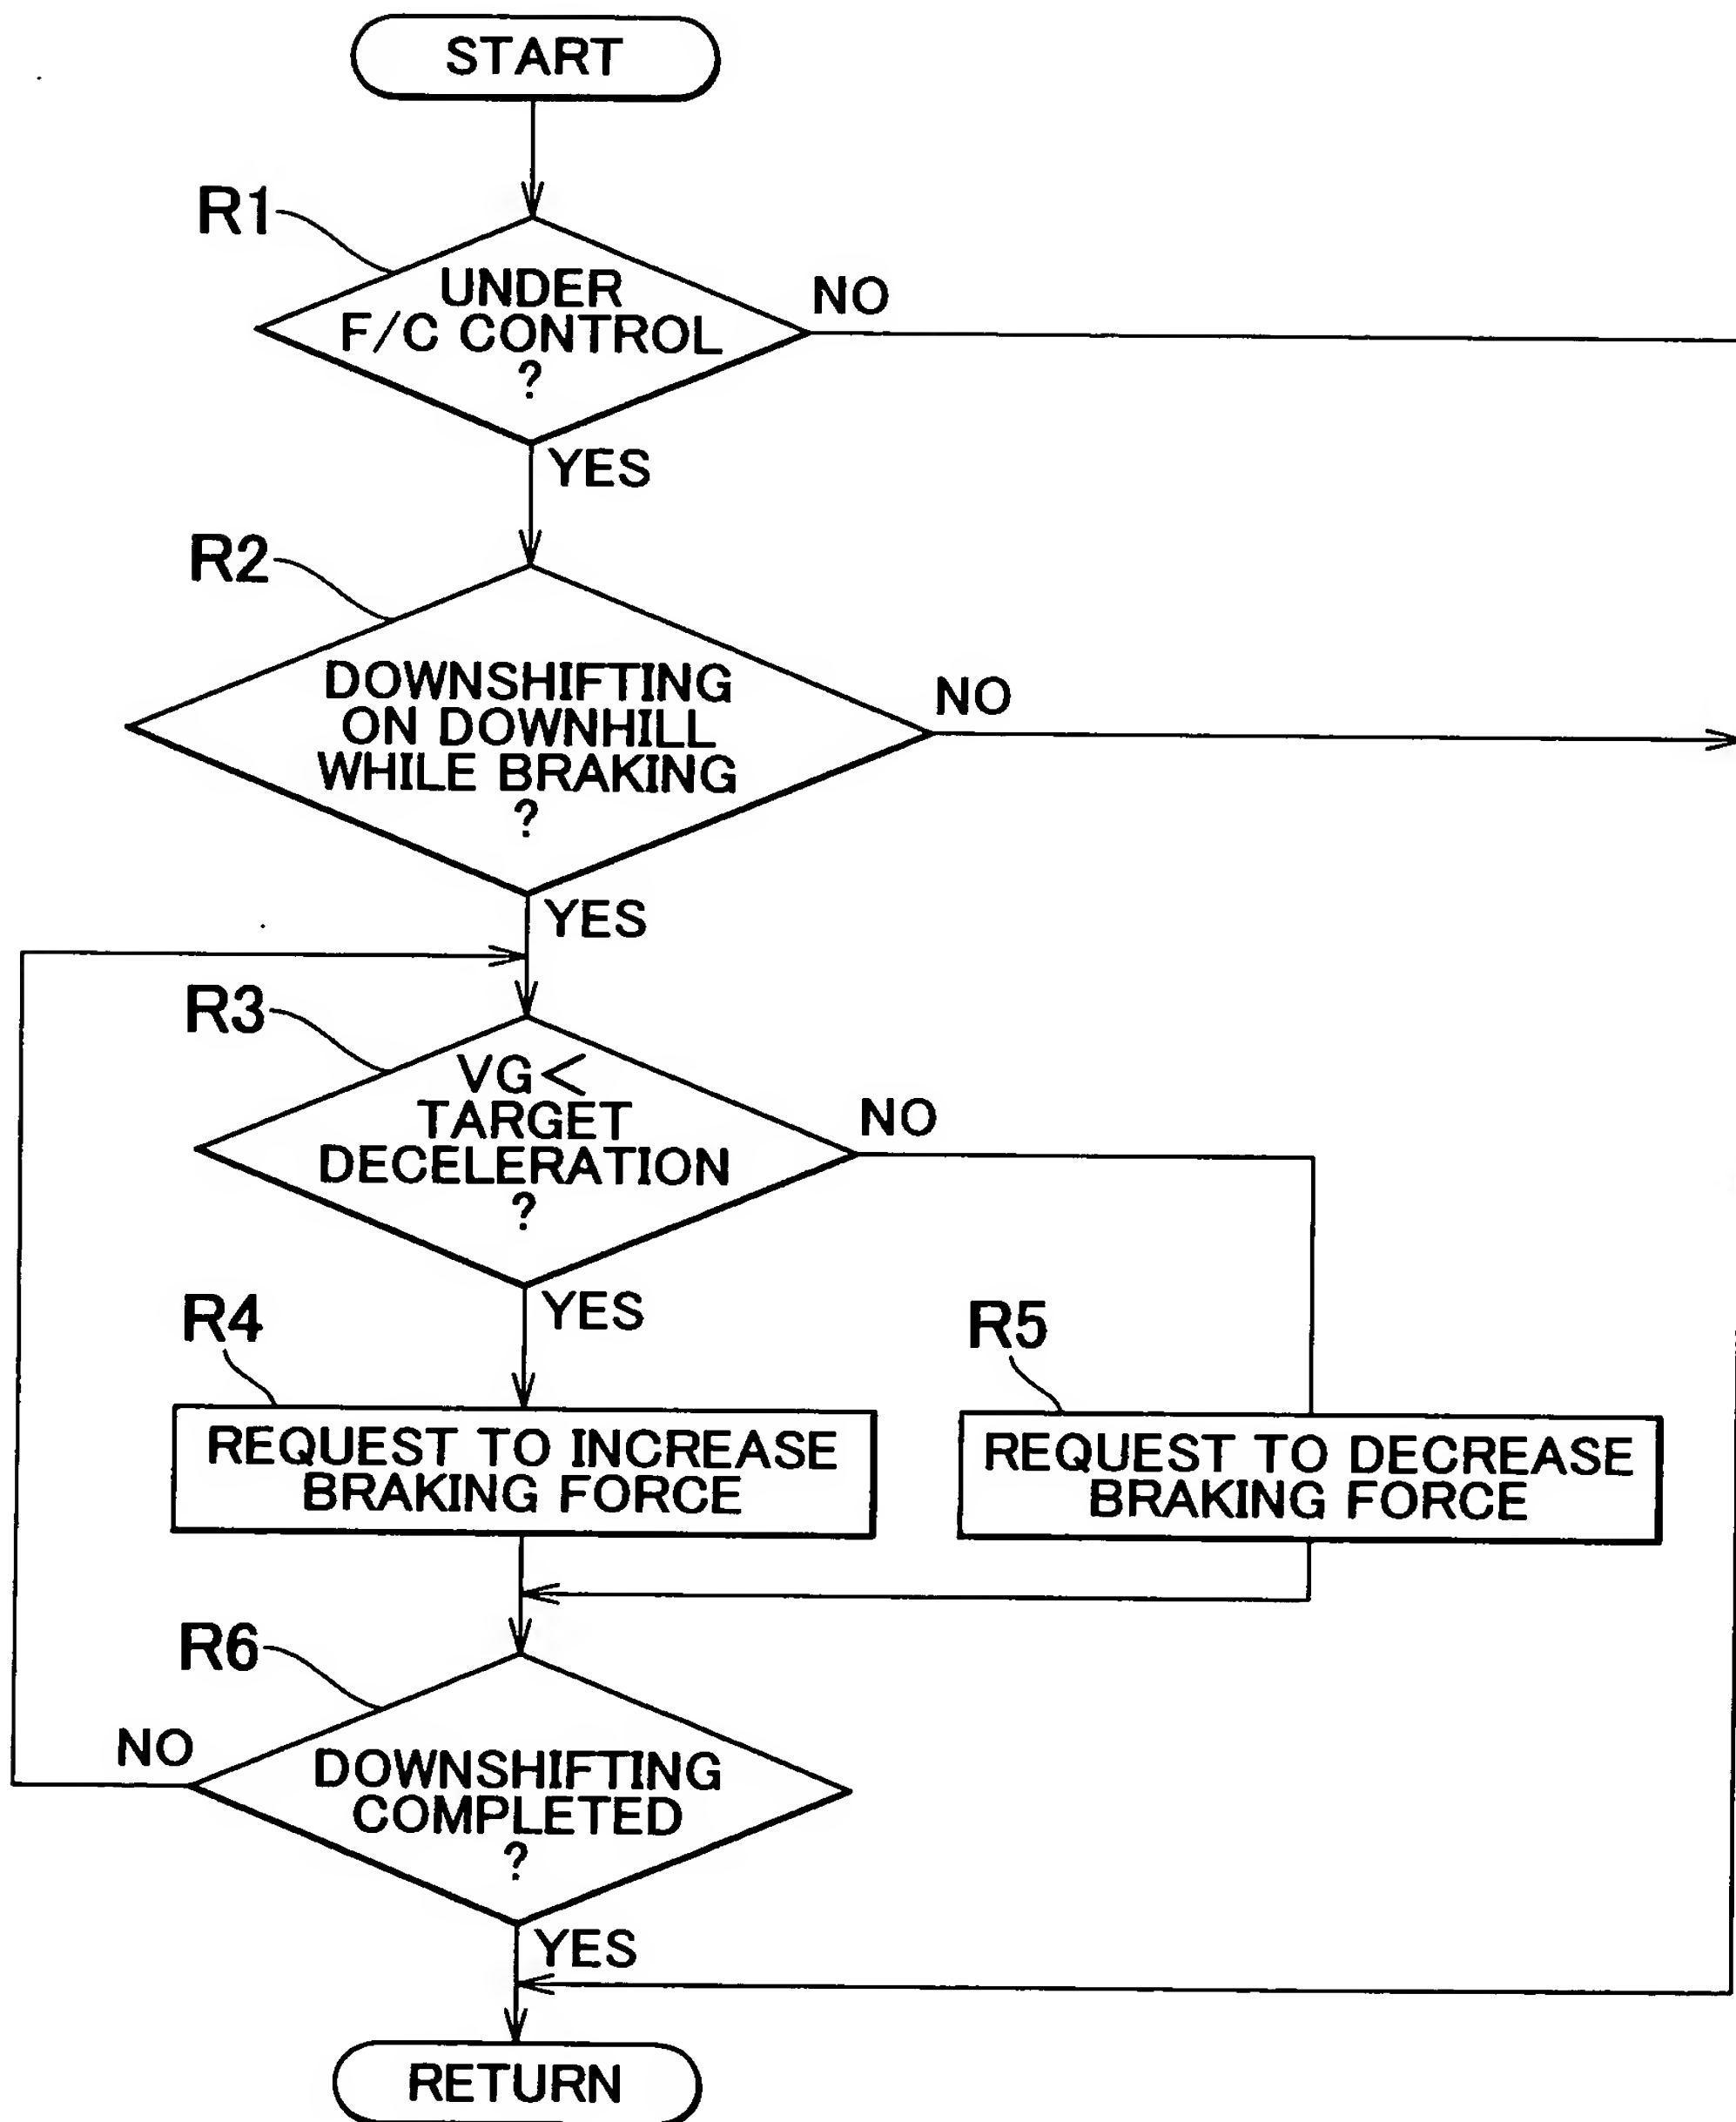 START
R1
UNDER
F/C CONTROL
?
NO
YES
R2
DOWNSHIFTING
ON DOWNHILL
WHILE BRAKING
?
NO
YES
R3
VG<
TARGET
DECELERATION
?
NO
YES
R4
REQUEST TO INCREASE
BRAKING FORCE
R5
REQUEST TO DECREASE
BRAKING FORCE
R6
DOWNSHIFTING
COMPLETED
?
NO
YES
RETURN